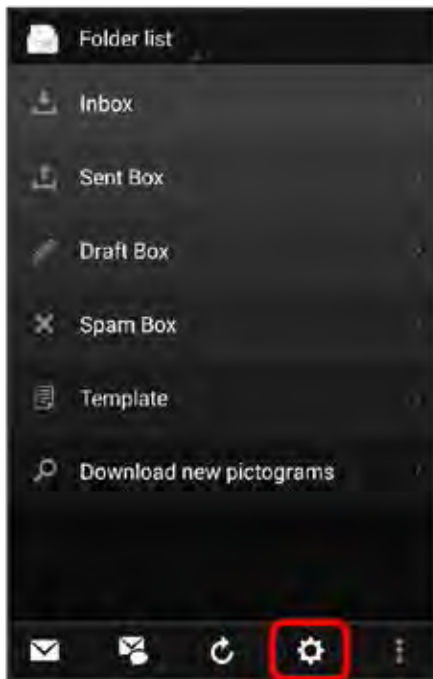 Folder list
Inbox
Sent Box
Draft Box
Spam Box
Template
Download new pictograms